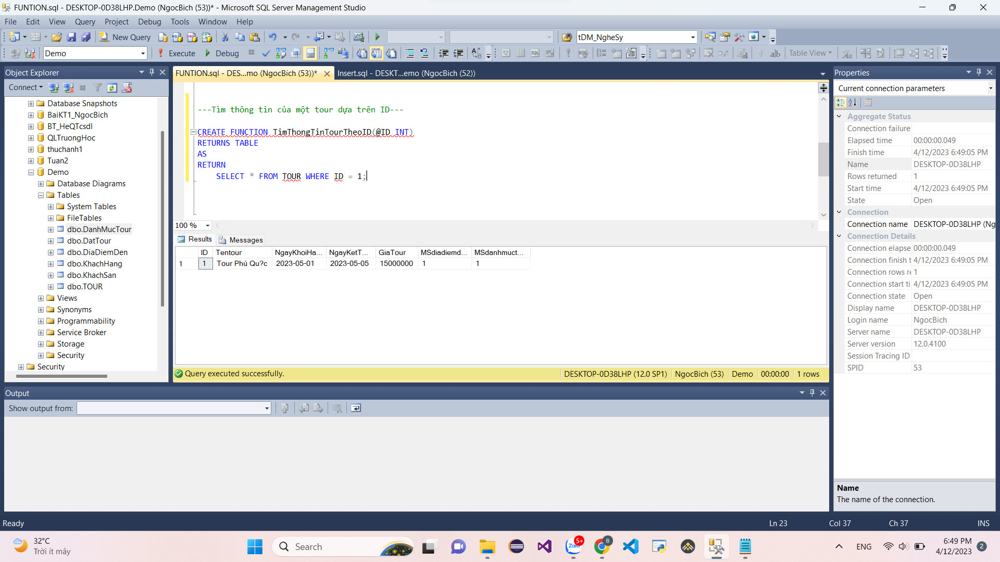 FUNTION.sql - DESKTOP-0D38LHP.Demo (NgocBich (53))* - Microsoft SQL Server Management Studio
File Edit View Query Project Debug Tools Window Help
New Query
tDM_NgheSy
Demo
Execute
Debug
Table View
Object Explorer
Connect
Database Snapshots
BaiKT1_NgocBich
BT_HeQTcsdl
QLTruongHoc
thuchanh1
Tuan2
Demo
Database Diagrams
Tables
System Tables
FileTables
dbo.DanhMucTour
dbo.DatTour
dbo.DiaDiemDen
dbo.KhachHang
dbo.KhachSan
dbo.TOUR
Views
Synonyms
Programmability
Service Broker
Storage
Security
Security
FUNTION.sql - DES...mo (NgocBich (53))*
Insert.sql - DESKT...emo (NgocBich (52))
---Tìm thông tin của một tour dựa trên ID---
CREATE FUNCTION TimThongTinTourTheoID(@ID INT)
RETURNS TABLE
AS
RETURN
SELECT * FROM TOUR WHERE ID = 1;
100 %
Results
Messages
ID Tentour NgayKhoiHa... NgayKetT... GiaTour MSdiadiemd... MSdanhmuct...
1 1 Tour Phú Qu?c 2023-05-01 2023-05-05 15000000 1 1
Query executed successfully.
DESKTOP-0D38LHP (12.0 SP1) NgocBich (53) Demo 00:00:00 1 rows
Properties
Current connection parameters
Aggregate Status
Connection failure
Elapsed time 00:00:00.049
Finish time 4/12/2023 6:49:05 PM
Name DESKTOP-0D38LHP
Rows returned 1
Start time 4/12/2023 6:49:05 PM
State Open
Connection
Connection name DESKTOP-0D38LHP (Ng
Connection Details
Connection elapse 00:00:00.049
Connection finish t 4/12/2023 6:49:05 PM
Connection rows re 1
Connection start ti 4/12/2023 6:49:05 PM
Connection state Open
Display name DESKTOP-0D38LHP
Login name NgocBich
Server name DESKTOP-0D38LHP
Server version 12.0.4100
Session Tracing ID
SPID 53
Name
The name of the connection.
Output
Show output from:
Ready
Ln 23 Col 37 Ch 37 INS
32°C
Trời ít mây
Search
Zalo
5+
B
ENG
6:49 PM
4/12/2023
2